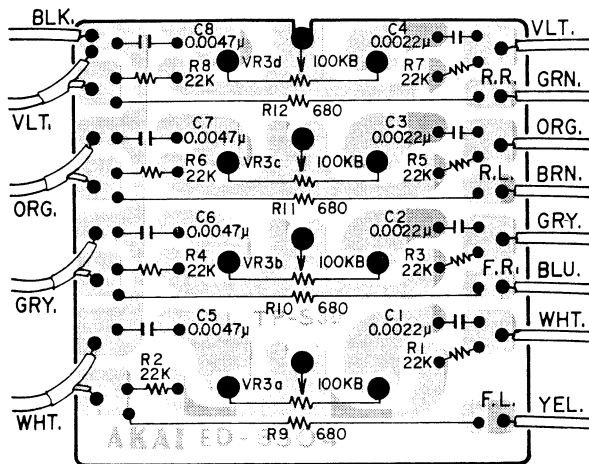 BLK.
C8
0.0047µ
C4
0.0022µ
VLT.
R8
22K
VR3d
100KB
R7
22K
R.R.
GRN.
VLT.
R12
680
C7
0.0047µ
C3
0.0022µ
ORG.
R6
22K
VR3c
100KB
R5
22K
R.L.
BRN.
ORG.
R11
680
C6
0.0047µ
C2
0.0022µ
GRY.
R4
22K
VR3b
100KB
R3
22K
F.R.
BLU.
GRY.
R10
680
C5
0.0047µ
C1
0.0022µ
WHT.
R2
22K
VR3a
100KB
R1
22K
F.L.
YEL.
WHT.
R9
680
AKAI